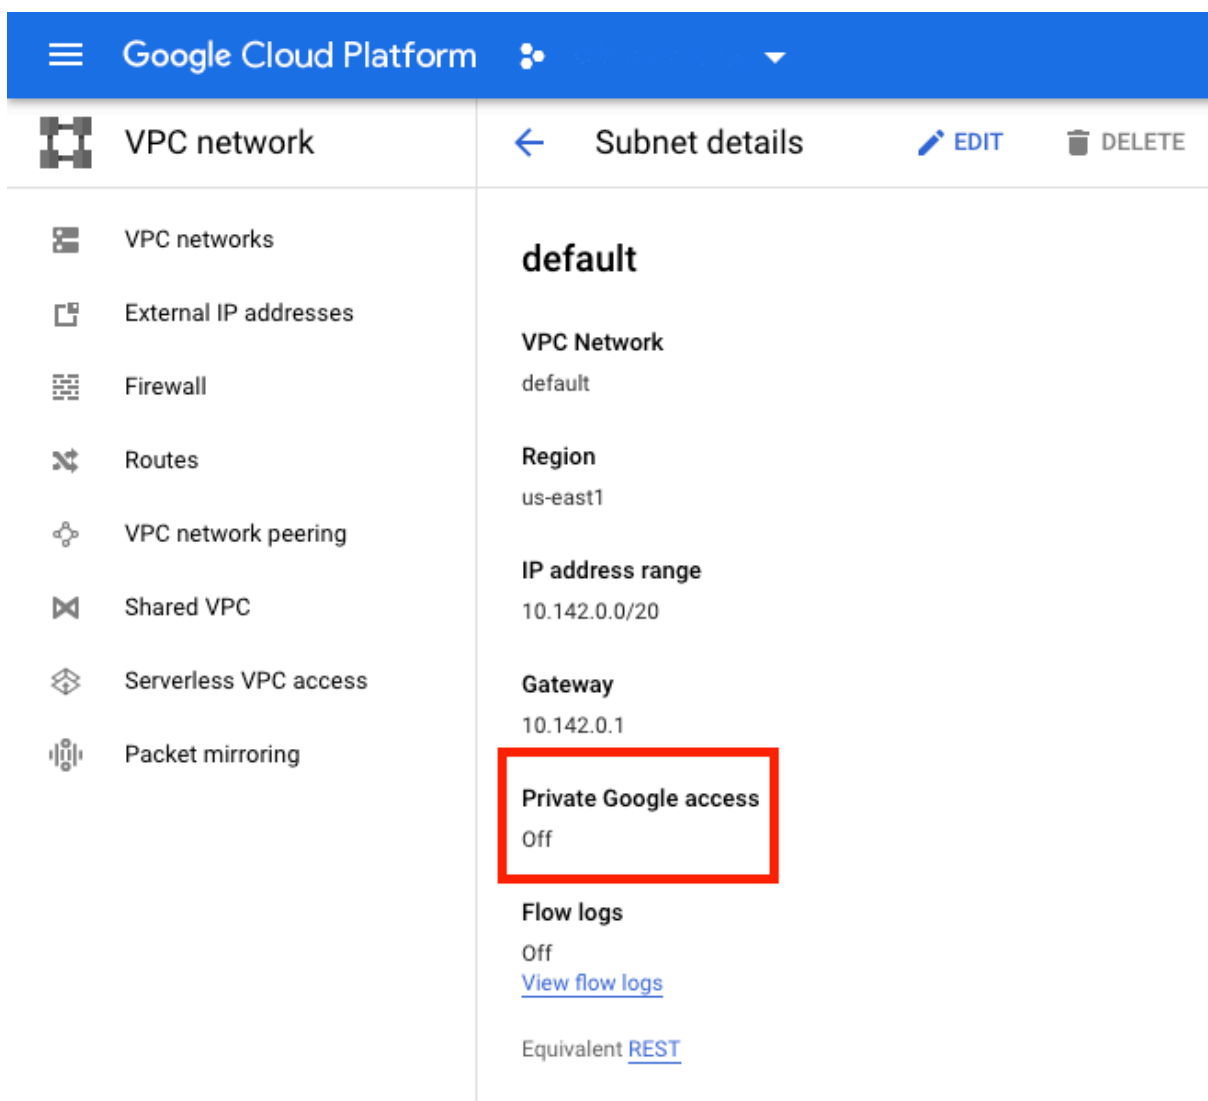 Google Cloud Platform
VPC network
Subnet details
EDIT
DELETE
VPC networks
External IP addresses
Firewall
Routes
VPC network peering
Shared VPC
Serverless VPC access
Packet mirroring
default
VPC Network
default
Region
us-east1
IP address range
10.142.0.0/20
Gateway
10.142.0.1
Private Google access
Off
Flow logs
Off
View flow logs
Equivalent REST